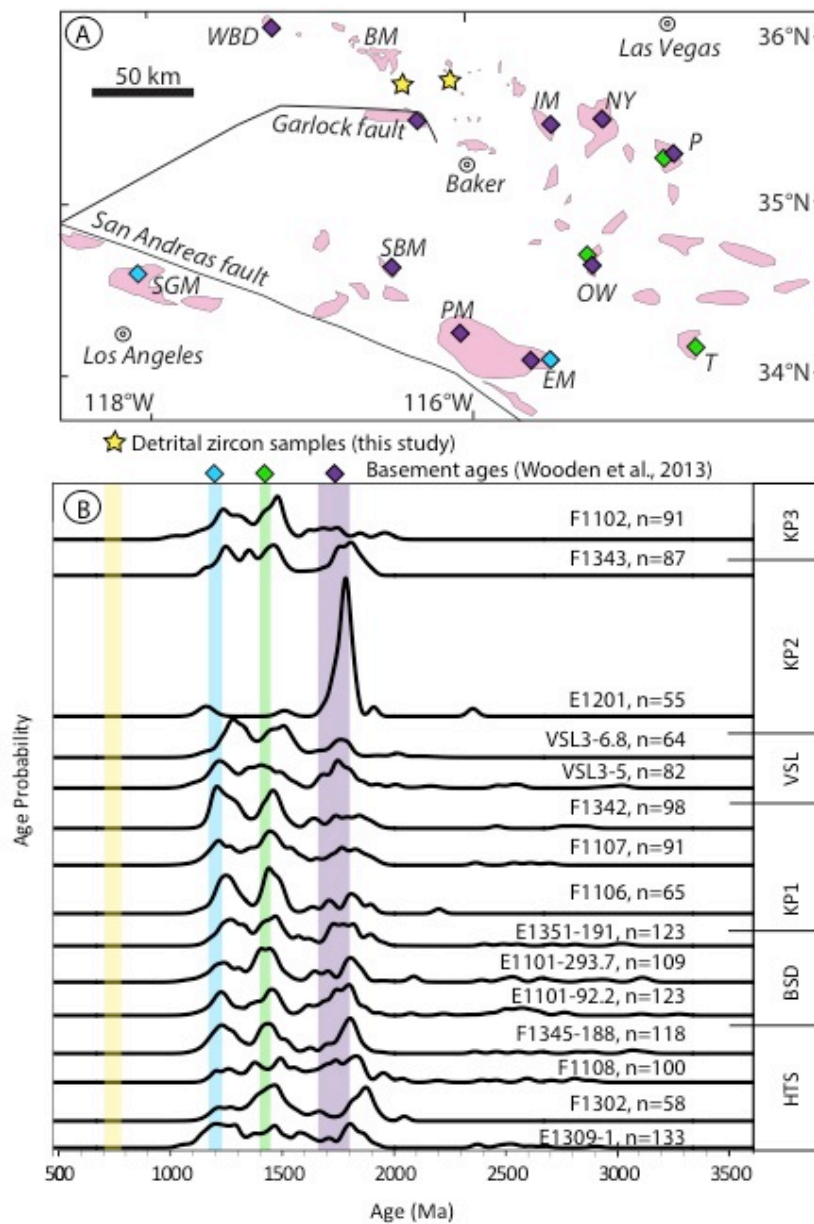 A
WBD
BM
Las Vegas
36°N
50 km
IM
NY
Garlock fault
P
Baker
35°N
San Andreas fault
SBM
SGM
OW
PM
Los Angeles
EM
T
34°N
118°W
116°W
Detrital zircon samples (this study)
Basement ages (Wooden et al., 2013)
B
F1102, n=91
KP3
F1343, n=87
KP2
E1201, n=55
VSL3-6.8, n=64
VSL
VSL3-5, n=82
F1342, n=98
F1107, n=91
KP1
F1106, n=65
E1351-191, n=123
E1101-293.7, n=109
BSD
E1101-92.2, n=123
F1345-188, n=118
F1108, n=100
HTS
F1302, n=58
E1309-1, n=133
Age Probability
500 1000 1500 2000 2500 3000 3500
Age (Ma)